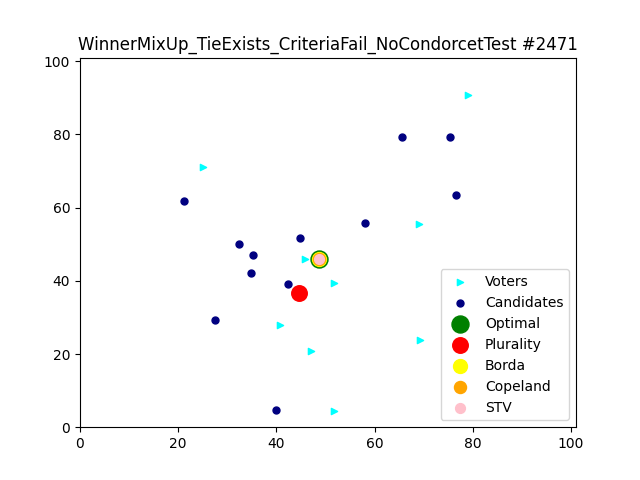 WinnerMixUp_TieExists_CriteriaFail_NoCondorcetTest #2471
100
80
60
40
20
0
0 20 40 60 80 100
Voters
Candidates
Optimal
Plurality
Borda
Copeland
STV